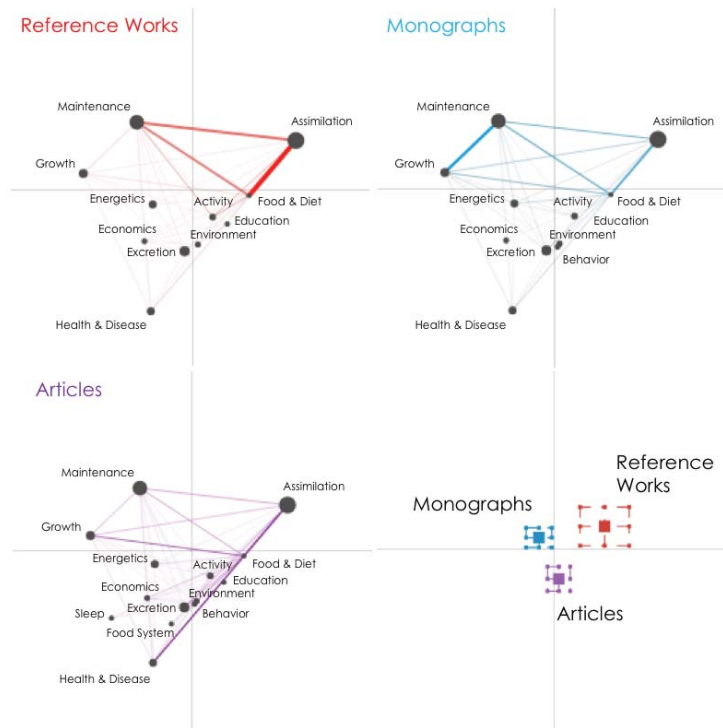 Reference Works
Maintenance
Assimilation
Growth
Energetics
Activity
Food & Diet
Education
Economics
Environment
Excretion
Health & Disease
Monographs
Maintenance
Assimilation
Growth
Energetics
Activity
Food & Diet
Education
Economics
Environment
Excretion
Behavior
Health & Disease
Articles
Maintenance
Assimilation
Growth
Energetics
Activity
Food & Diet
Education
Economics
Environment
Sleep
Excretion
Behavior
Food System
Health & Disease
Reference
Works
Monographs
Articles